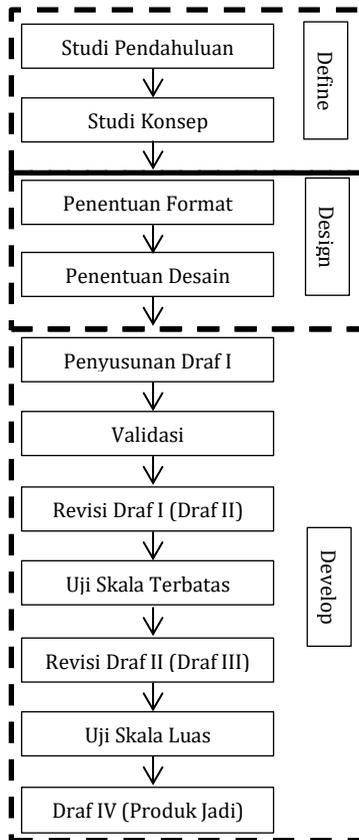 Studi Pendahuluan
Define
Studi Konsep
Penentuan Format
Design
Penentuan Desain
Penyusunan Draf I
Validasi
Revisi Draf I (Draf II)
Develop
Uji Skala Terbatas
Revisi Draf II (Draf III)
Uji Skala Luas
Draf IV (Produk Jadi)